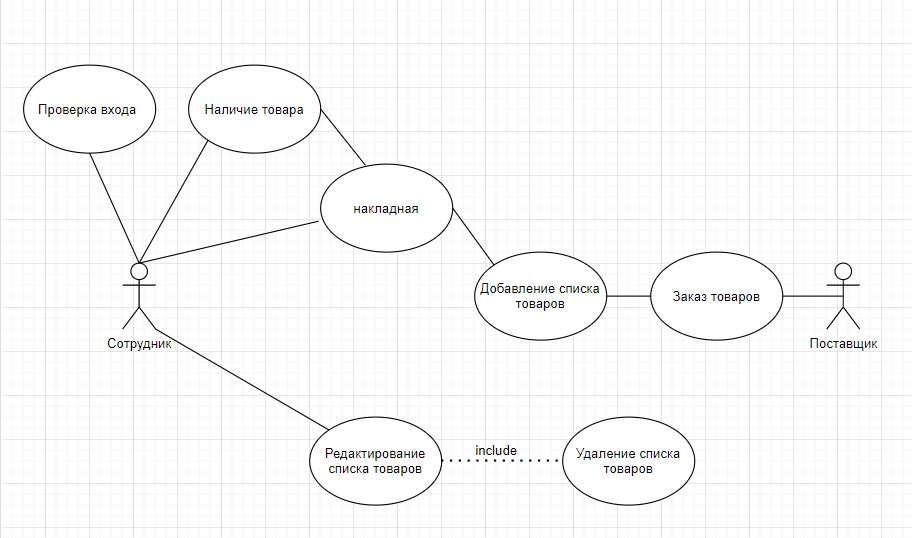 Проверка входа
Наличие товара
накладная
Добавление списка
товаров
Заказ товаров
Сотрудник
Поставщик
Редактирование
списка товаров
include
Удаление списка
товаров